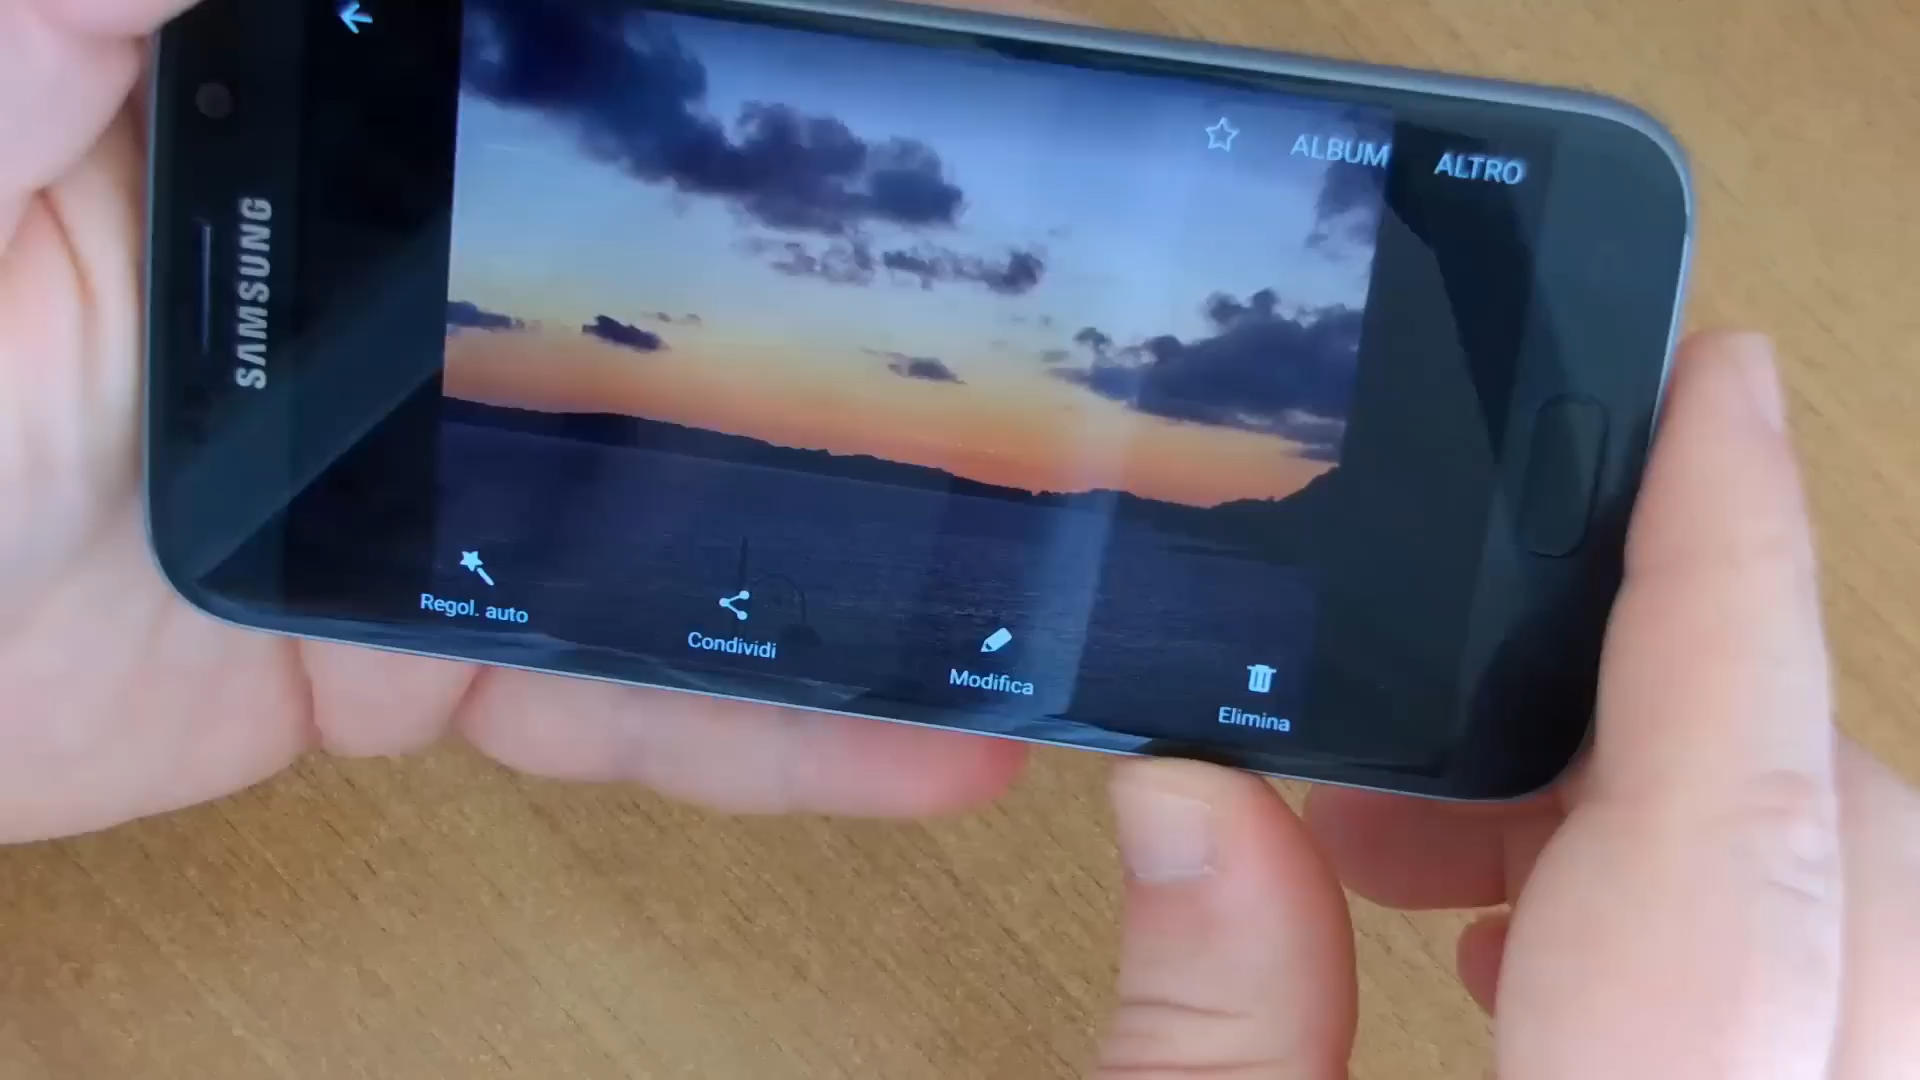 SAMSUNG
ALBUM
ALTRO
Regol. auto
Condividi
Modifica
Elimina